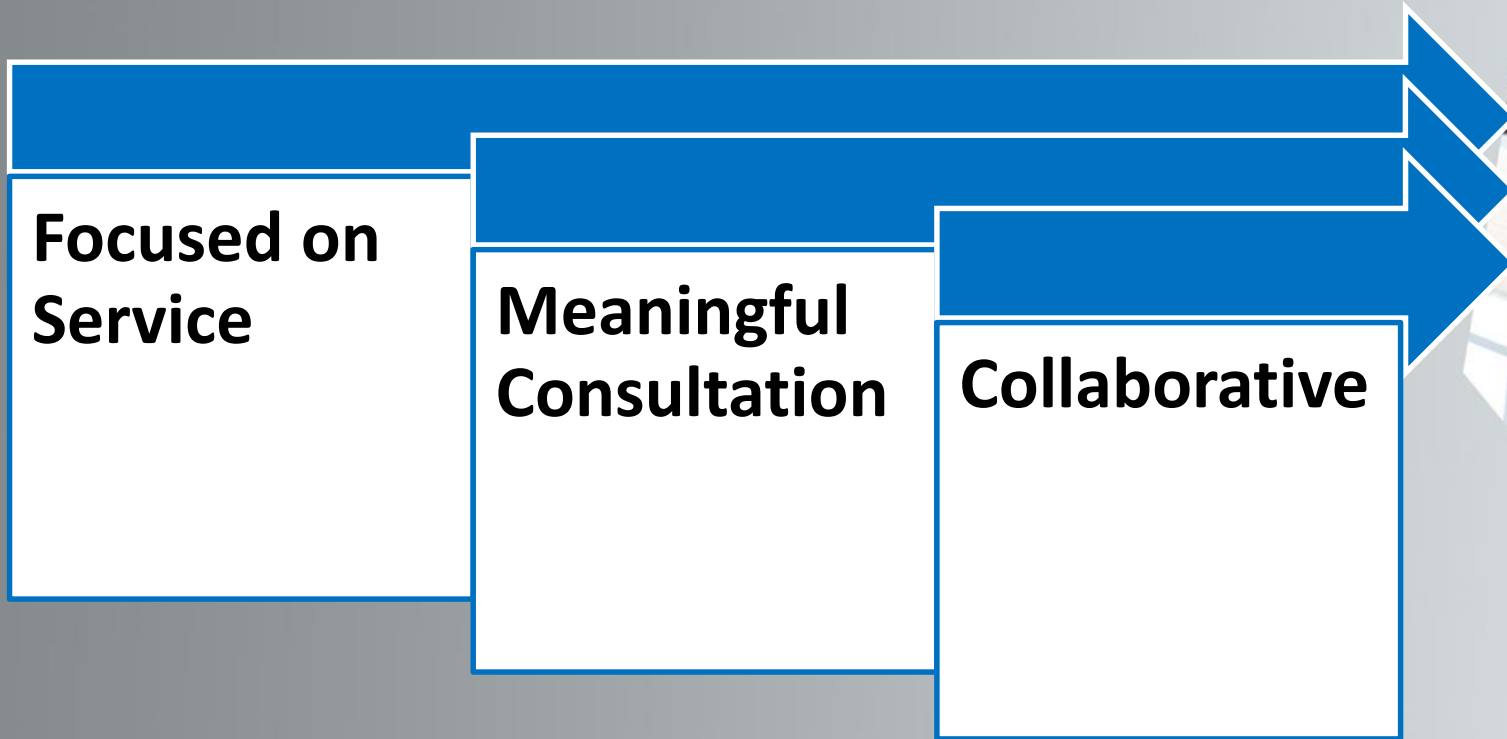 Focused on
Service
Meaningful
Consultation
Collaborative